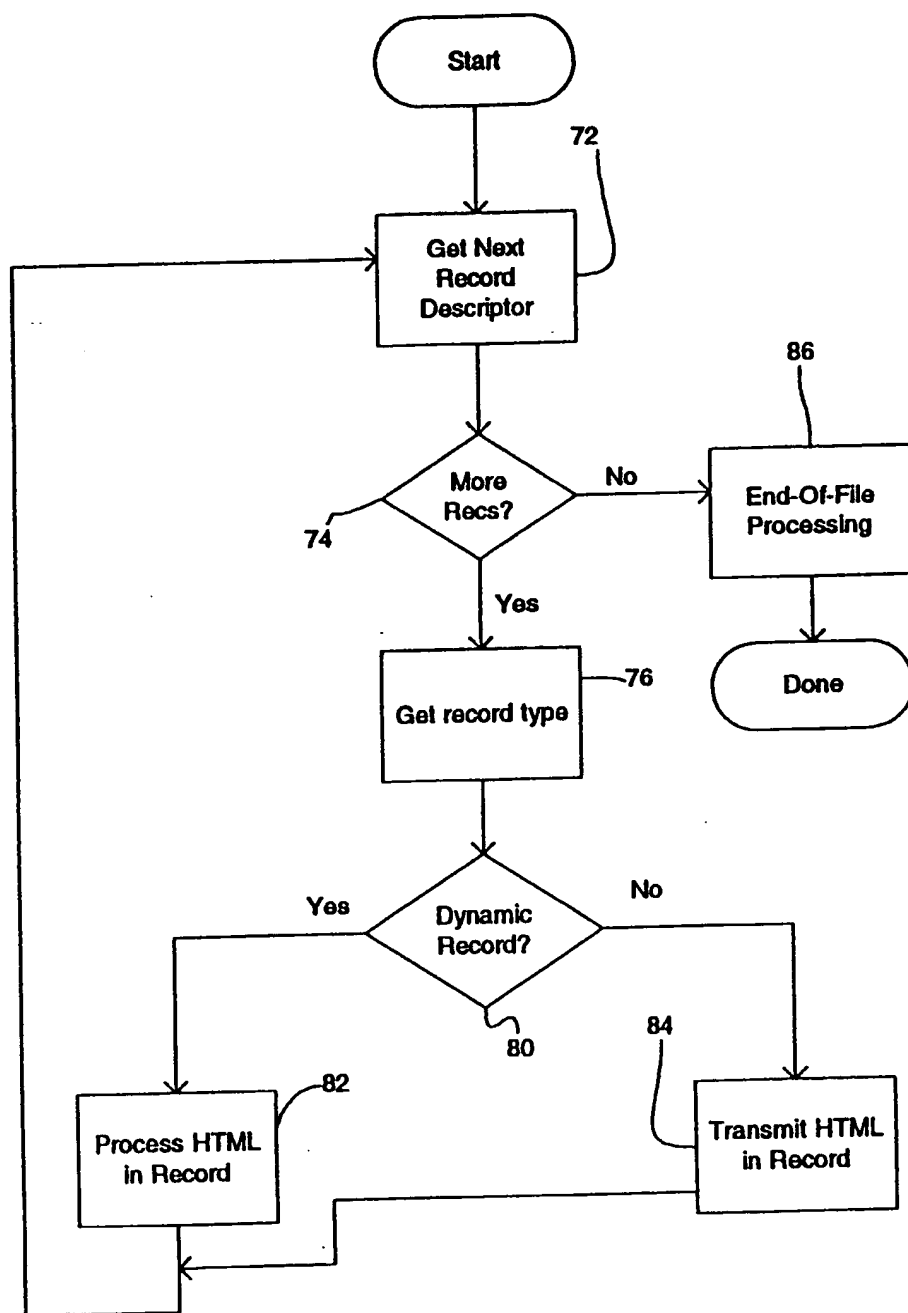 Start
72
Get Next
Record
Descriptor
86
More
Recs?
No
End-Of-File
Processing
74
Yes
76
Get record type
Done
Yes
No
Dynamic
Record?
80
84
82
Process HTML
in Record
Transmit HTML
in Record